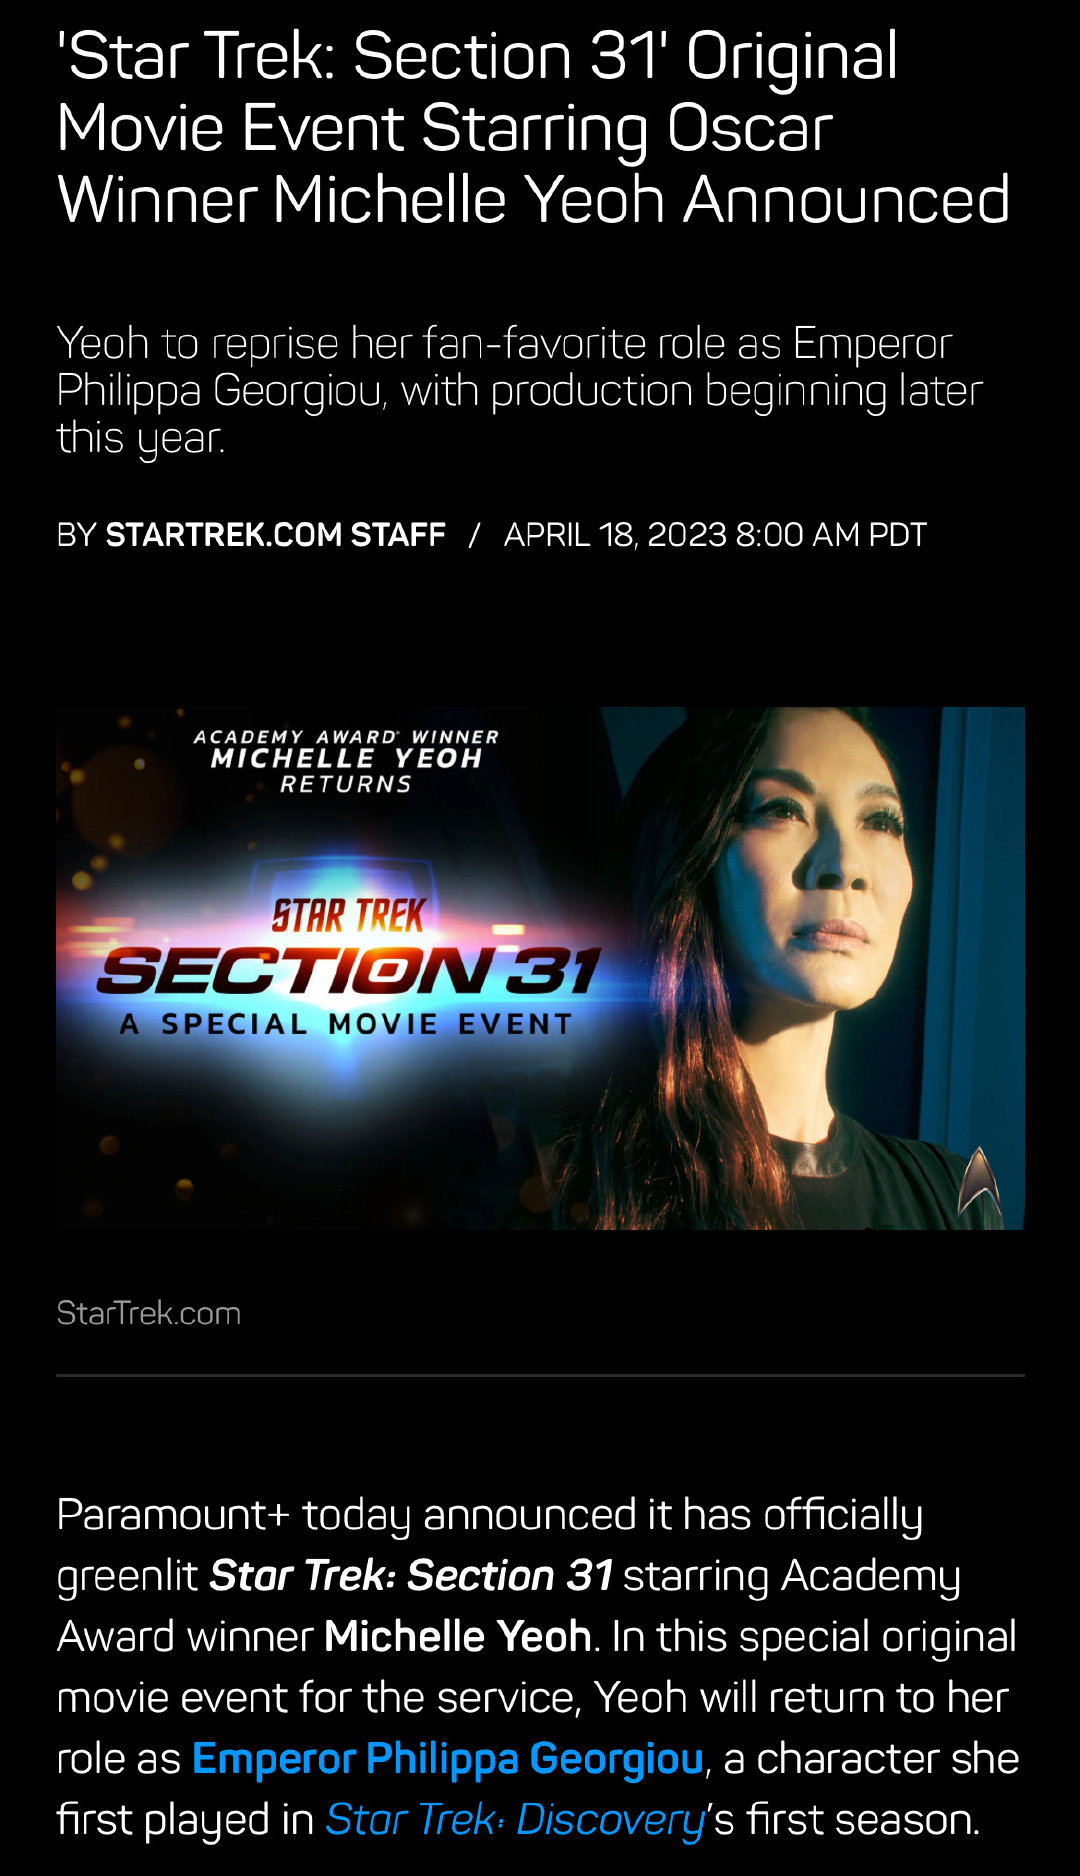 'Star Trek: Section 31' Original
Movie Event Starring Oscar
Winner Michelle Yeoh Announced
Yeoh to reprise her fan-favorite role as Emperor
Philippa Georgiou, with production beginning later
this year.
BY STARTREK.COM STAFF / APRIL 18, 2023 8:00 AM PDT
ACADEMY AWARD® WINNER
MICHELLE YEOH
RETURNS
STAR TREK
SECTION 31
A SPECIAL MOVIE EVENT
StarTrek.com
Paramount+ today announced it has officially
greenlit Star Trek: Section 31 starring Academy
Award winner Michelle Yeoh. In this special original
movie event for the service, Yeoh will return to her
role as Emperor Philippa Georgiou, a character she
first played in Star Trek: Discovery’s first season.